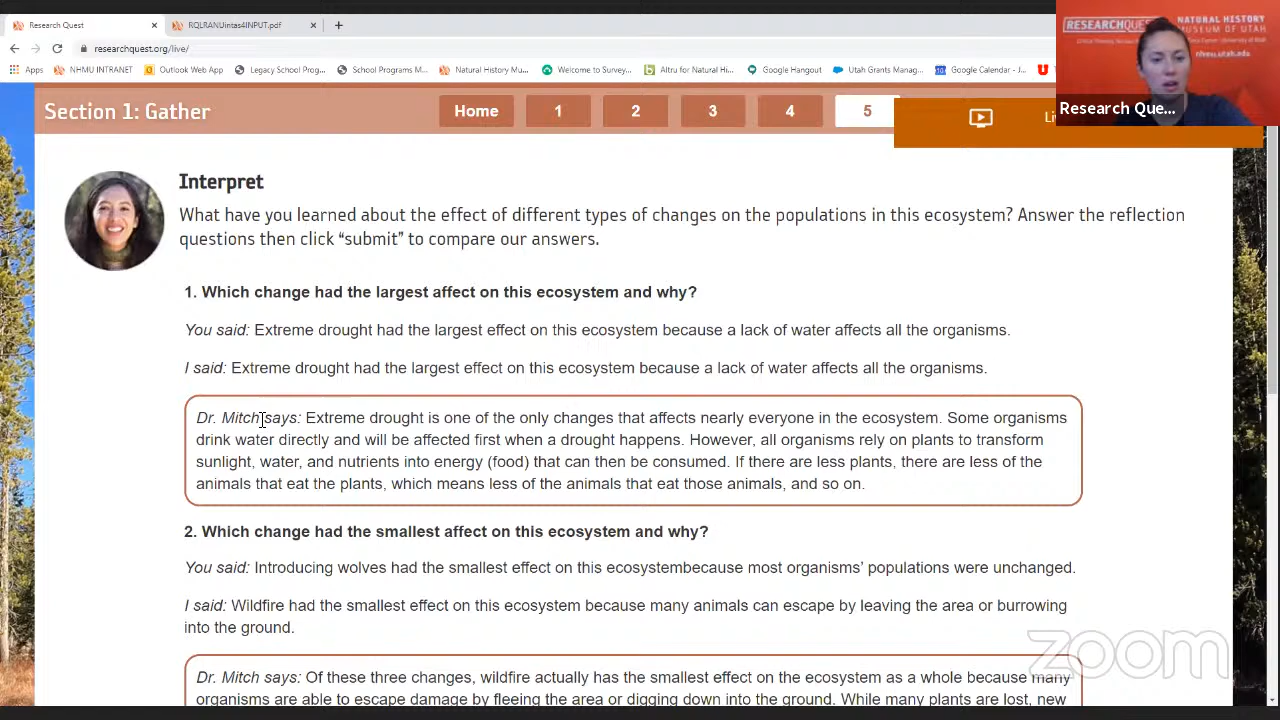 Research Quest
RQLRANUintas4INPUT.pdf
researchquest.org/live/
Apps
NHMU INTRANET
Outlook Web App
Legacy School Prog...
School Programs M...
Natural History Mu...
Welcome to Survey...
Altru for Natural Hi...
Google Hangout
Utah Grants Manag...
Google Calendar - J...
RESEARCHQUEST
NATURAL HISTORY
MUSEUM OF UTAH
nhmu.utah.edu
Research Que...
Section 1: Gather
Home
1
2
3
4
5
Interpret
What have you learned about the effect of different types of changes on the populations in this ecosystem? Answer the reflection
questions then click “submit” to compare our answers.
1. Which change had the largest affect on this ecosystem and why?
You said: Extreme drought had the largest effect on this ecosystem because a lack of water affects all the organisms.
I said: Extreme drought had the largest effect on this ecosystem because a lack of water affects all the organisms.
Dr. Mitch says: Extreme drought is one of the only changes that affects nearly everyone in the ecosystem. Some organisms
drink water directly and will be affected first when a drought happens. However, all organisms rely on plants to transform
sunlight, water, and nutrients into energy (food) that can then be consumed. If there are less plants, there are less of the
animals that eat the plants, which means less of the animals that eat those animals, and so on.
2. Which change had the smallest affect on this ecosystem and why?
You said: Introducing wolves had the smallest effect on this ecosystembecause most organisms’ populations were unchanged.
I said: Wildfire had the smallest effect on this ecosystem because many animals can escape by leaving the area or burrowing
into the ground.
Dr. Mitch says: Of these three changes, wildfire actually has the smallest effect on the ecosystem as a whole because many
organisms are able to escape damage by fleeing the area or digging down into the ground. While many plants are lost, new
zoom